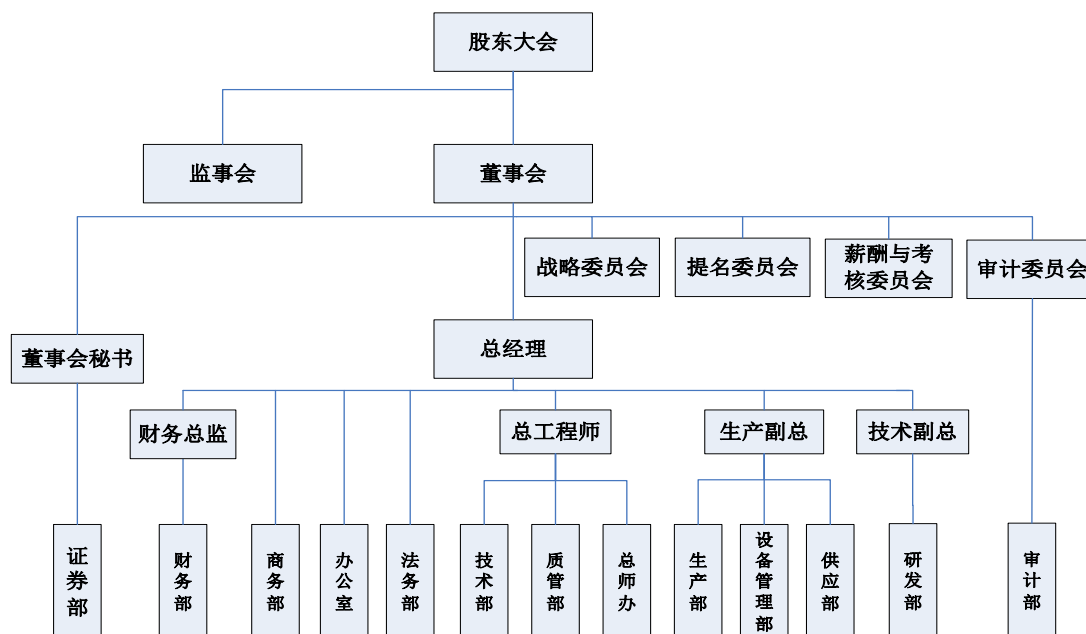 股东大会
监事会
董事会
战略委员会
提名委员会
薪酬与考
核委员会
审计委员会
董事会秘书
总经理
财务总监
总工程师
生产副总
技术副总
证券部
财务部
商务部
办公室
法务部
技术部
质管部
总师办
生产部
设备管理部
供应部
研发部
审计部